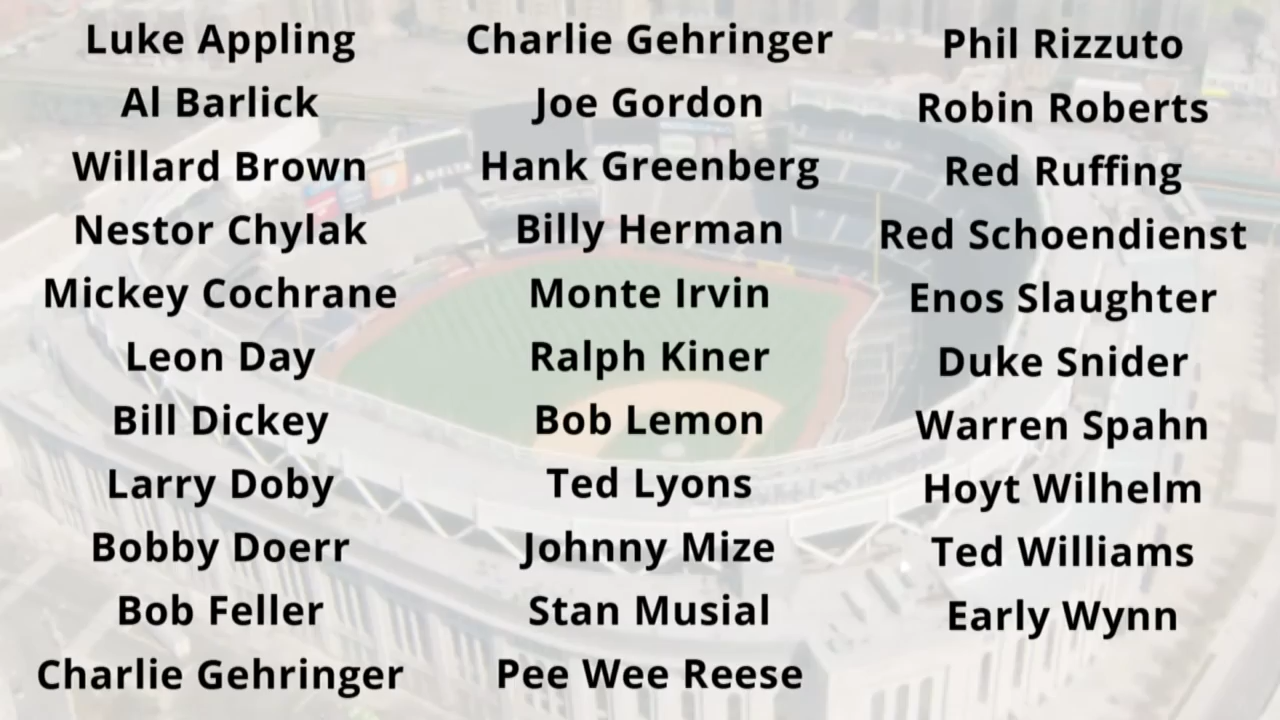 Luke Appling
Al Barlick
Willard Brown
Nestor Chylak
Mickey Cochrane
Leon Day
Bill Dickey
Larry Doby
Bobby Doerr
Bob Feller
Charlie Gehringer
Charlie Gehringer
Joe Gordon
Hank Greenberg
Billy Herman
Monte Irvin
Ralph Kiner
Bob Lemon
Ted Lyons
Johnny Mize
Stan Musial
Pee Wee Reese
Phil Rizzuto
Robin Roberts
Red Ruffing
Red Schoendienst
Enos Slaughter
Duke Snider
Warren Spahn
Hoyt Wilhelm
Ted Williams
Early Wynn